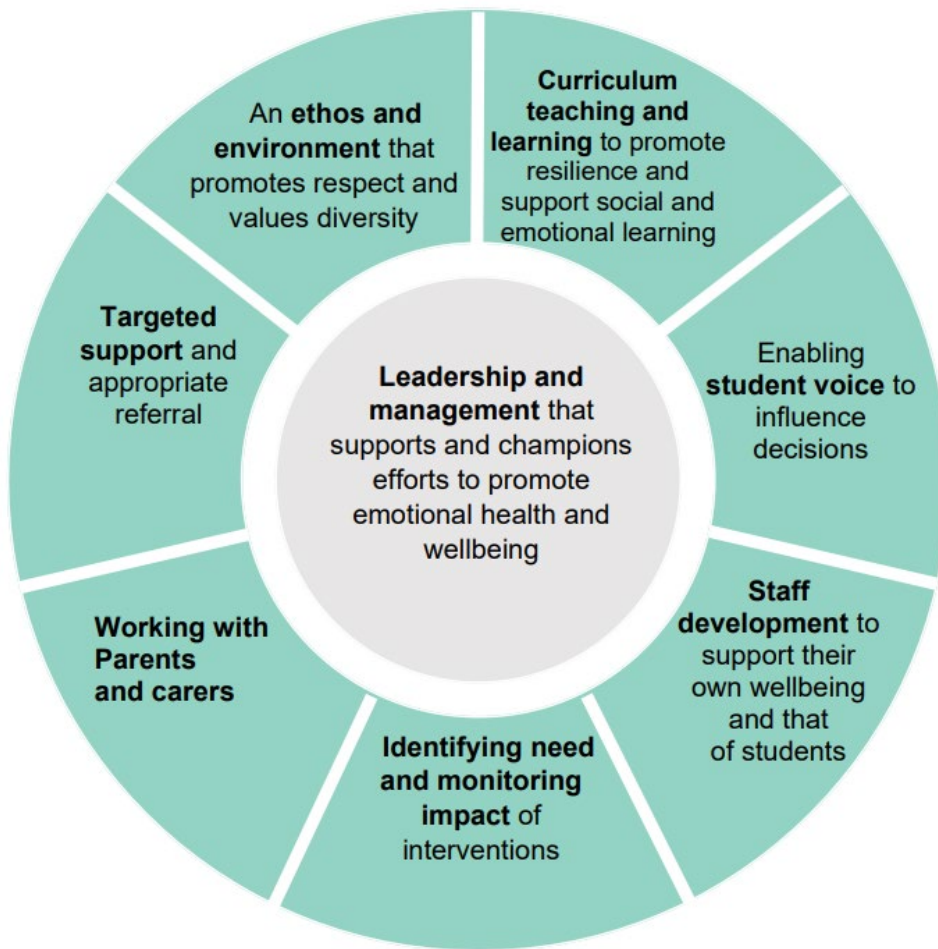 An ethos and
environment that
promotes respect and
values diversity
Curriculum
teaching and
learning to promote
resilience and
support social and
emotional learning
Enabling
student voice to
influence
decisions
Staff
development to
support their
own wellbeing
and that
of students
Identifying need
and monitoring
impact of
interventions
Working with
Parents
and carers
Targeted
support and
appropriate
referral
Leadership and
management that
supports and champions
efforts to promote
emotional health and
wellbeing